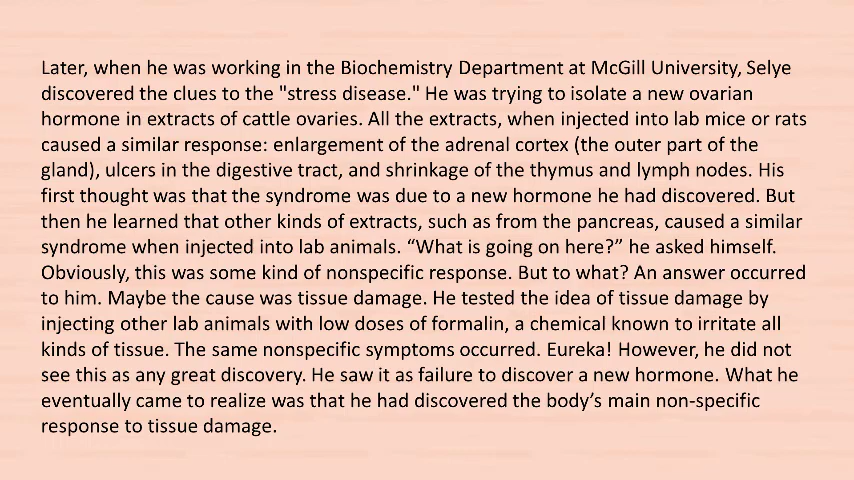 Later, when he was working in the Biochemistry Department at McGill University, Selye
discovered the clues to the "stress disease." He was trying to isolate a new ovarian
hormone in extracts of cattle ovaries. All the extracts, when injected into lab mice or rats
caused a similar response: enlargement of the adrenal cortex (the outer part of the
gland), ulcers in the digestive tract, and shrinkage of the thymus and lymph nodes. His
first thought was that the syndrome was due to a new hormone he had discovered. But
then he learned that other kinds of extracts, such as from the pancreas, caused a similar
syndrome when injected into lab animals. “What is going on here?” he asked himself.
Obviously, this was some kind of nonspecific response. But to what? An answer occurred
to him. Maybe the cause was tissue damage. He tested the idea of tissue damage by
injecting other lab animals with low doses of formalin, a chemical known to irritate all
kinds of tissue. The same nonspecific symptoms occurred. Eureka! However, he did not
see this as any great discovery. He saw it as failure to discover a new hormone. What he
eventually came to realize was that he had discovered the body’s main non-specific
response to tissue damage.